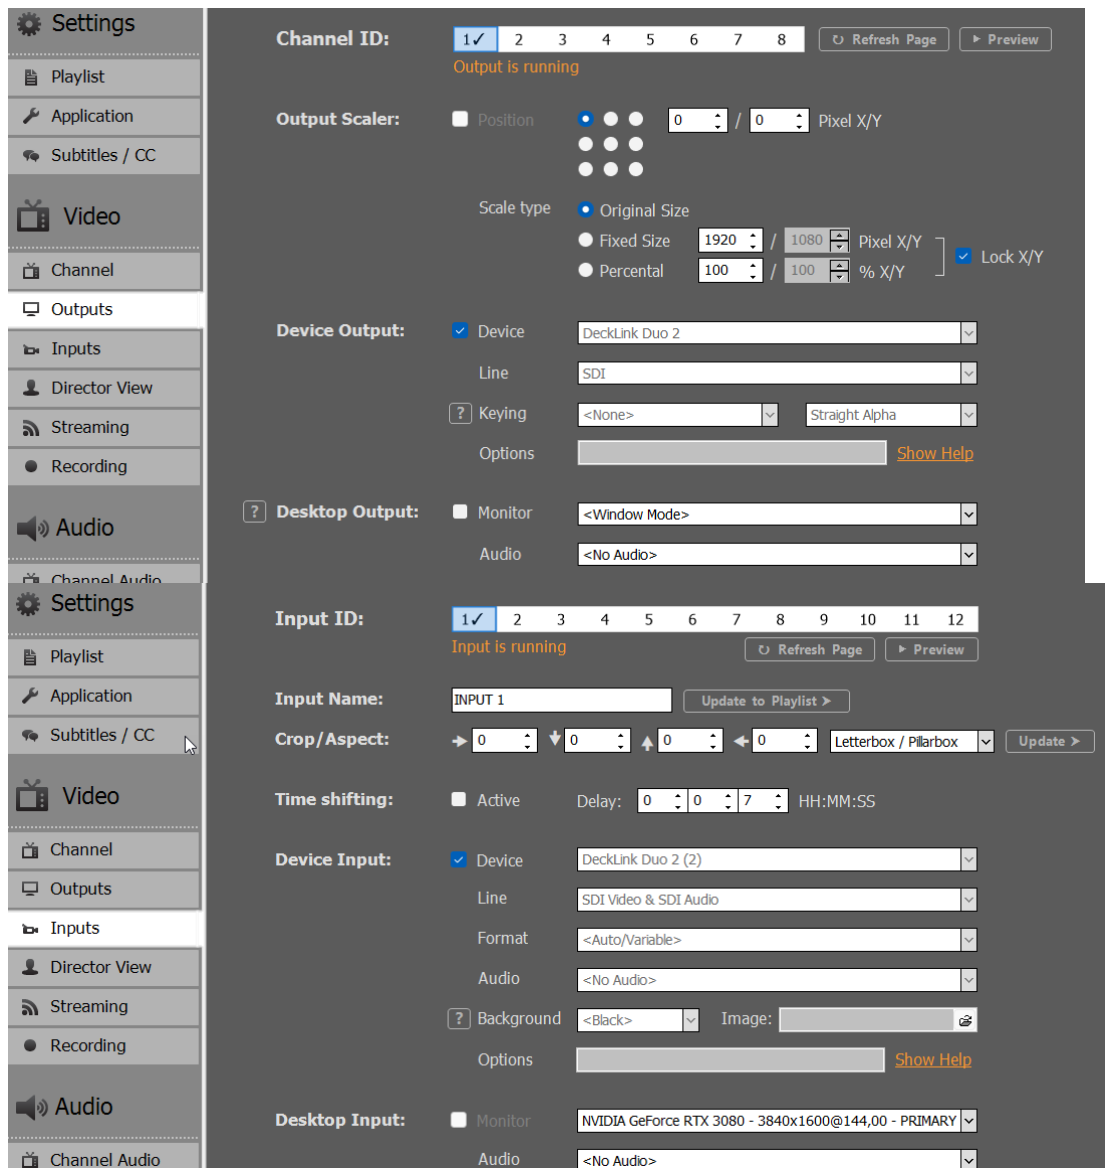 Settings
Playlist
Application
Subtitles / CC
Video
Channel
Outputs
Inputs
Director View
Streaming
Recording
Audio
Channel Audio
Channel ID: 1✓ 2 3 4 5 6 7 8 Refresh Page Preview
Output is running
Output Scaler: Position 0 / 0 Pixel X/Y
Scale type Original Size
Fixed Size 1920 / 1080 Pixel X/Y
Lock X/Y
Percental 100 / 100 % X/Y
Device Output: Device DeckLink Duo 2
Line SDI
? Keying <None> Straight Alpha
Options Show Help
? Desktop Output: Monitor <Window Mode>
Audio <No Audio>
Settings
Playlist
Application
Subtitles / CC
Video
Channel
Outputs
Inputs
Director View
Streaming
Recording
Audio
Channel Audio
Input ID: 1✓ 2 3 4 5 6 7 8 9 10 11 12
Input is running Refresh Page Preview
Input Name: INPUT 1 Update to Playlist >
Crop/Aspect: 0 0 0 0 Letterbox / Pillarbox Update >
Time shifting: Active Delay: 0 0 7 HH:MM:SS
Device Input: Device DeckLink Duo 2 (2)
Line SDI Video & SDI Audio
Format <Auto/Variable>
Audio <No Audio>
? Background <Black> Image:
Options Show Help
Desktop Input: Monitor NVIDIA GeForce RTX 3080 - 3840x1600@144,00 - PRIMARY
Audio <No Audio>